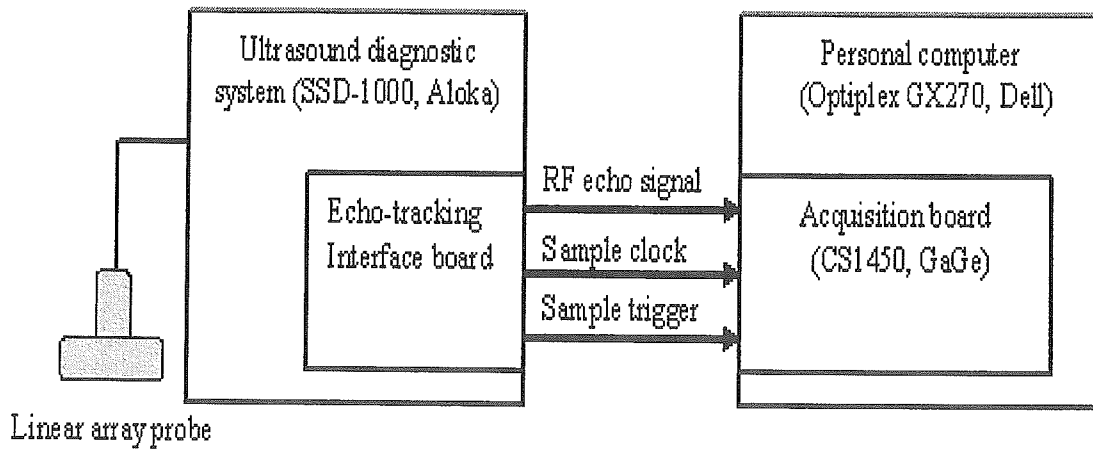 Ultrasound diagnostic
system (SSD-1000, Aloka)
Echo-tracking
Interface board
Linear array probe
RF echo signal
Sample clock
Sample trigger
Personal computer
(Optiplex GX270, Dell)
Acquisition board
(CS1450, GaGe)